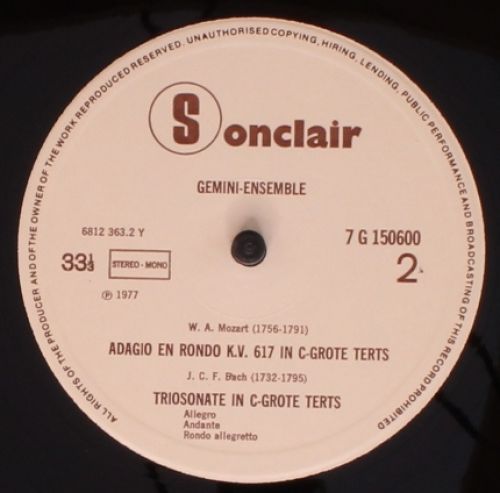 ALL RIGHTS OF THE PRODUCER AND OF THE OWNER OF THE WORK REPRODUCED RESERVED. UNAUTHORISED COPYING, HIRING, LENDING, PUBLIC PERFORMANCE AND BROADCASTING OF THIS RECORD PROHIBITED
Sonclair
GEMINI-ENSEMBLE
6812 363.2 Y
7 G 150600
33⅓
STEREO - MONO
2
℗ 1977
W. A. Mozart (1756-1791)
ADAGIO EN RONDO K.V. 617 IN C-GROTE TERTS
J. C. F. Bach (1732-1795)
TRIOSONATE IN C-GROTE TERTS
Allegro
Andante
Rondo allegretto